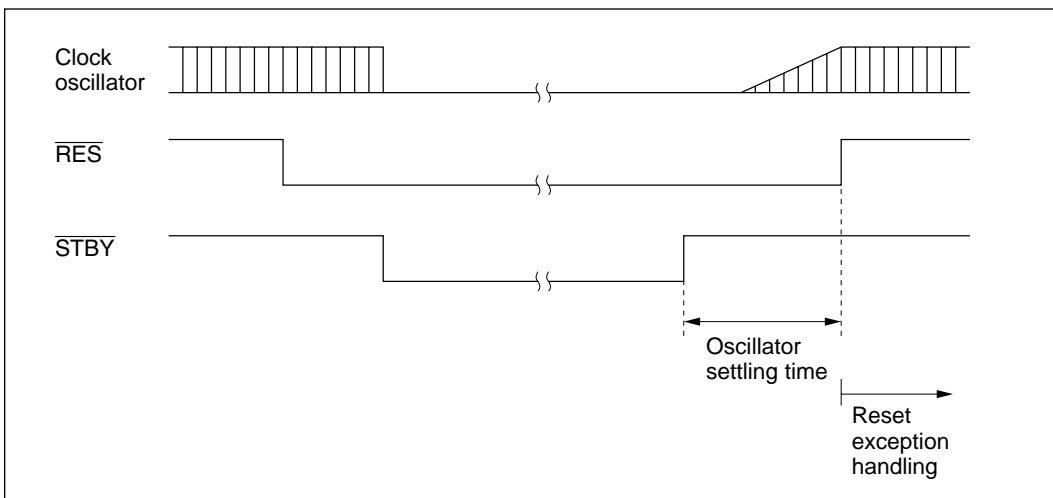 Clock
oscillator
RES
STBY
Oscillator
settling time
Reset
exception
handling